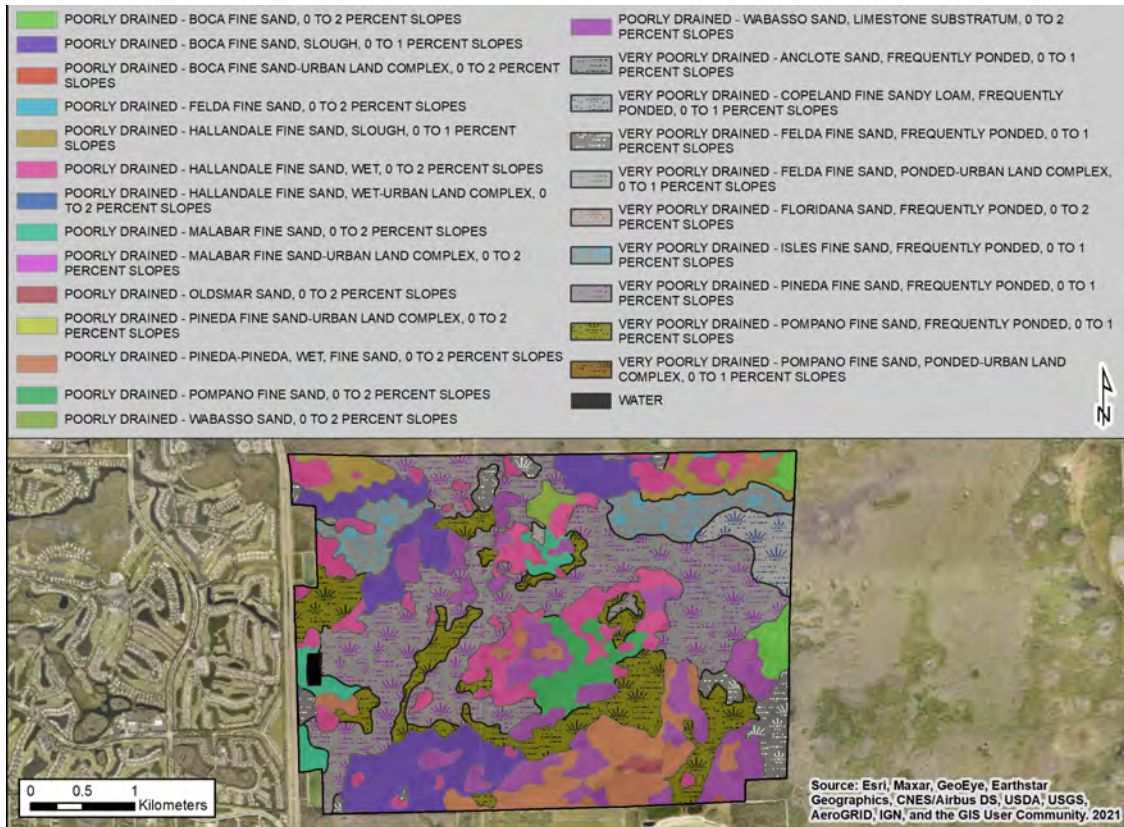 POORLY DRAINED - BOCA FINE SAND, 0 TO 2 PERCENT SLOPES
POORLY DRAINED - BOCA FINE SAND, SLOUGH, 0 TO 1 PERCENT SLOPES
POORLY DRAINED - BOCA FINE SAND-URBAN LAND COMPLEX, 0 TO 2 PERCENT
SLOPES
POORLY DRAINED - FELDA FINE SAND, 0 TO 2 PERCENT SLOPES
POORLY DRAINED - HALLANDALE FINE SAND, SLOUGH, 0 TO 1 PERCENT
SLOPES
POORLY DRAINED - HALLANDALE FINE SAND, WET, 0 TO 2 PERCENT SLOPES
POORLY DRAINED - HALLANDALE FINE SAND, WET-URBAN LAND COMPLEX, 0
TO 2 PERCENT SLOPES
POORLY DRAINED - MALABAR FINE SAND, 0 TO 2 PERCENT SLOPES
POORLY DRAINED - MALABAR FINE SAND-URBAN LAND COMPLEX, 0 TO 2
PERCENT SLOPES
POORLY DRAINED - OLDSMAR SAND, 0 TO 2 PERCENT SLOPES
POORLY DRAINED - PINEDA FINE SAND-URBAN LAND COMPLEX, 0 TO 2
PERCENT SLOPES
POORLY DRAINED - PINEDA-PINEDA, WET, FINE SAND, 0 TO 2 PERCENT SLOPES
POORLY DRAINED - POMPANO FINE SAND, 0 TO 2 PERCENT SLOPES
POORLY DRAINED - WABASSO SAND, 0 TO 2 PERCENT SLOPES
POORLY DRAINED - WABASSO SAND, LIMESTONE SUBSTRATUM, 0 TO 2
PERCENT SLOPES
VERY POORLY DRAINED - ANCLOTE SAND, FREQUENTLY PONDED, 0 TO 1
PERCENT SLOPES
VERY POORLY DRAINED - COPELAND FINE SANDY LOAM, FREQUENTLY
PONDED, 0 TO 1 PERCENT SLOPES
VERY POORLY DRAINED - FELDA FINE SAND, FREQUENTLY PONDED, 0 TO 1
PERCENT SLOPES
VERY POORLY DRAINED - FELDA FINE SAND, PONDED-URBAN LAND COMPLEX,
0 TO 1 PERCENT SLOPES
VERY POORLY DRAINED - FLORIDANA SAND, FREQUENTLY PONDED, 0 TO 2
PERCENT SLOPES
VERY POORLY DRAINED - ISLES FINE SAND, FREQUENTLY PONDED, 0 TO 1
PERCENT SLOPES
VERY POORLY DRAINED - PINEDA FINE SAND, FREQUENTLY PONDED, 0 TO 1
PERCENT SLOPES
VERY POORLY DRAINED - POMPANO FINE SAND, FREQUENTLY PONDED, 0 TO 1
PERCENT SLOPES
VERY POORLY DRAINED - POMPANO FINE SAND, PONDED-URBAN LAND
COMPLEX, 0 TO 1 PERCENT SLOPES
WATER
N
0 0.5 1
Kilometers
Source: Esri, Maxar, GeoEye, Earthstar
Geographics, CNES/Airbus DS, USDA, USGS,
AeroGRID, IGN, and the GIS User Community. 2021